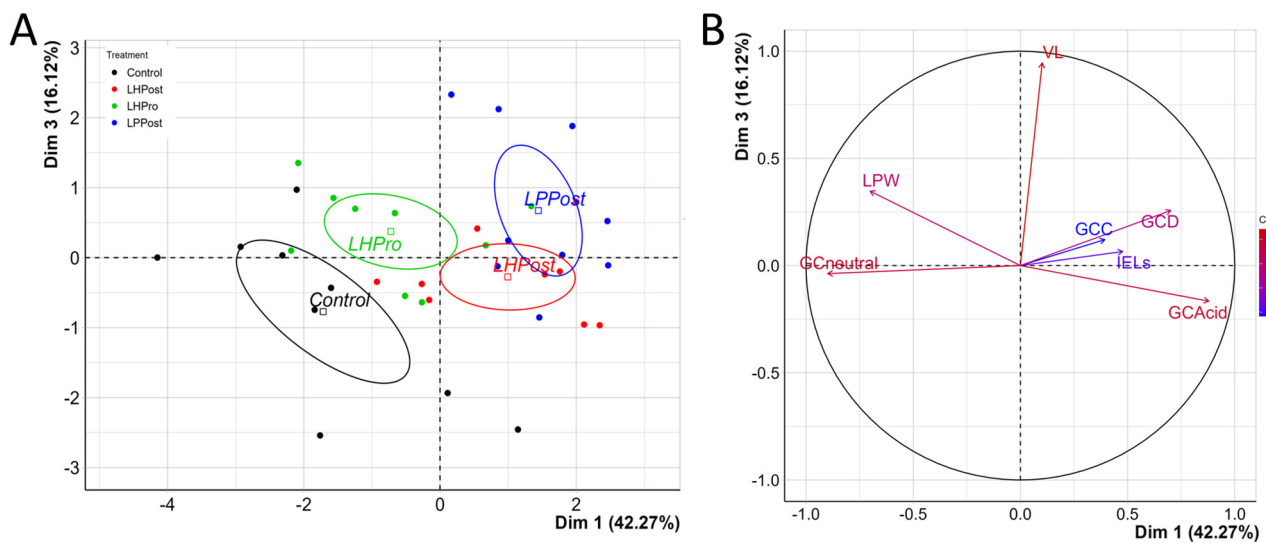 A
B
Treatment
Control
LHPost
LHPro
LPPost
Dim 3 (16.12%)
3
2
1
0
-1
-2
-3
LPPost
LHPro
LHPost
Control
-4
-2
0
2
Dim 1 (42.27%)
Dim 3 (16.12%)
1.0
0.5
0.0
-0.5
-1.0
VL
LPW
GCD
GCC
GCneutral
IELs
GCAcid
C
-1.0
-0.5
0.0
0.5
1.0
Dim 1 (42.27%)